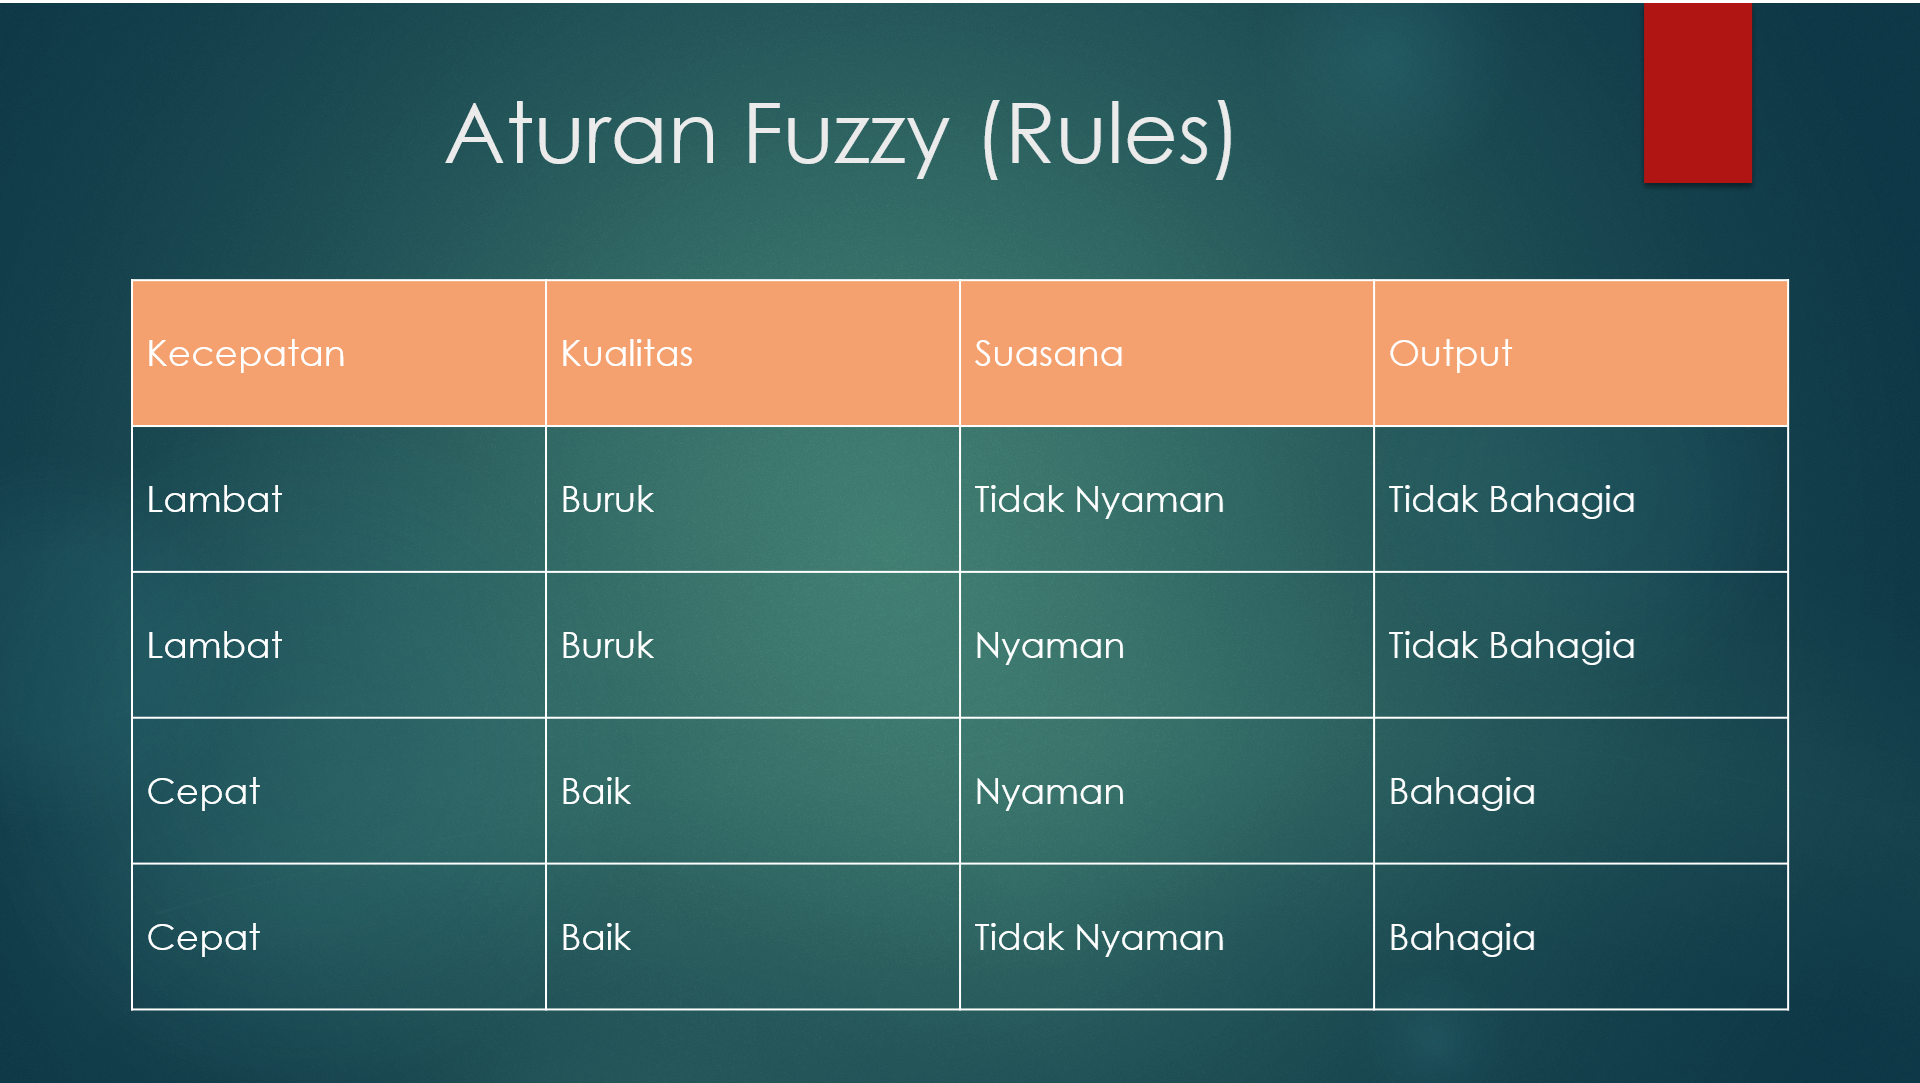 Aturan Fuzzy (Rules)
Kecepatan Kualitas Suasana Output
Lambat Buruk Tidak Nyaman Tidak Bahagia
Lambat Buruk Nyaman Tidak Bahagia
Cepat Baik Nyaman Bahagia
Cepat Baik Tidak Nyaman Bahagia